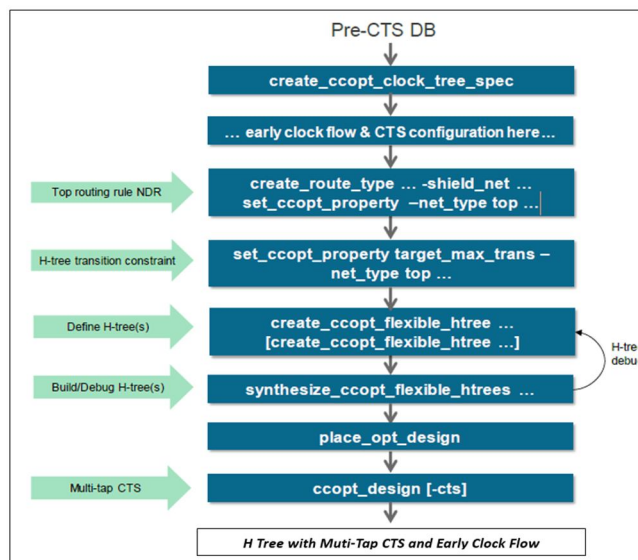 Pre-CTS DB
create_ccopt_clock_tree_spec
... early clock flow & CTS configuration here ...
Top routing rule NDR
create_route_type ... -shield_net ...
set_ccopt_property –net_type top ...
H-tree transition constraint
set_ccopt_property target_max_trans –
net_type top ...
Define H-tree(s)
create_ccopt_flexible_htree ...
[create_ccopt_flexible_htree ...]
H-tre
debu
Build/Debug H-tree(s)
synthesize_ccopt_flexible_htrees ...
place_opt_design
Multi-tap CTS
ccopt_design [-cts]
H Tree with Muti-Tap CTS and Early Clock Flow